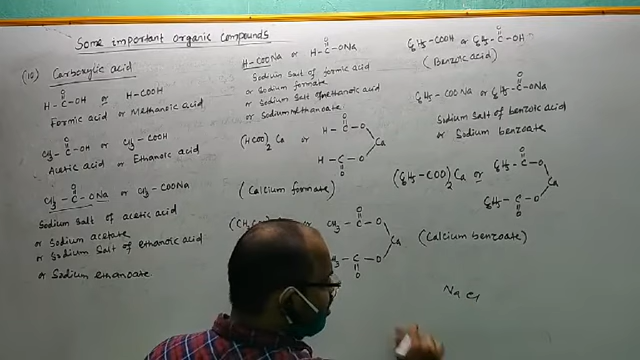 Some important organic compounds
(10) Carboxylic acid
O
H-C-OH or H-COOH
Formic acid or Methanoic acid
O
CH3-C-OH or CH3-COOH
Acetic acid or Ethanoic acid
O
CH3-C-ONa or CH3-COONa
Sodium salt of acetic acid
or Sodium acetate
or Sodium salt of ethanoic acid
or Sodium ethanoate
O
H-COONa or H-C-ONa
Sodium salt of formic acid
or Sodium formate
or Sodium salt of methanoic acid
or Sodium methanoate
O
(HCOO)2 Ca or H-C-O
Ca
H-C-O
O
(Calcium formate)
O
or CH3-C-O
Ca
CH3-C-O
O
O
C6H5-COOH or C6H5-C-OH
(Benzoic acid)
O
C6H5-COONa or C6H5-C-ONa
Sodium salt of benzoic acid
or Sodium benzoate
O
(C6H5-COO)2 Ca or C6H5-C-O
Ca
C6H5-C-O
O
(Calcium benzoate)
Na